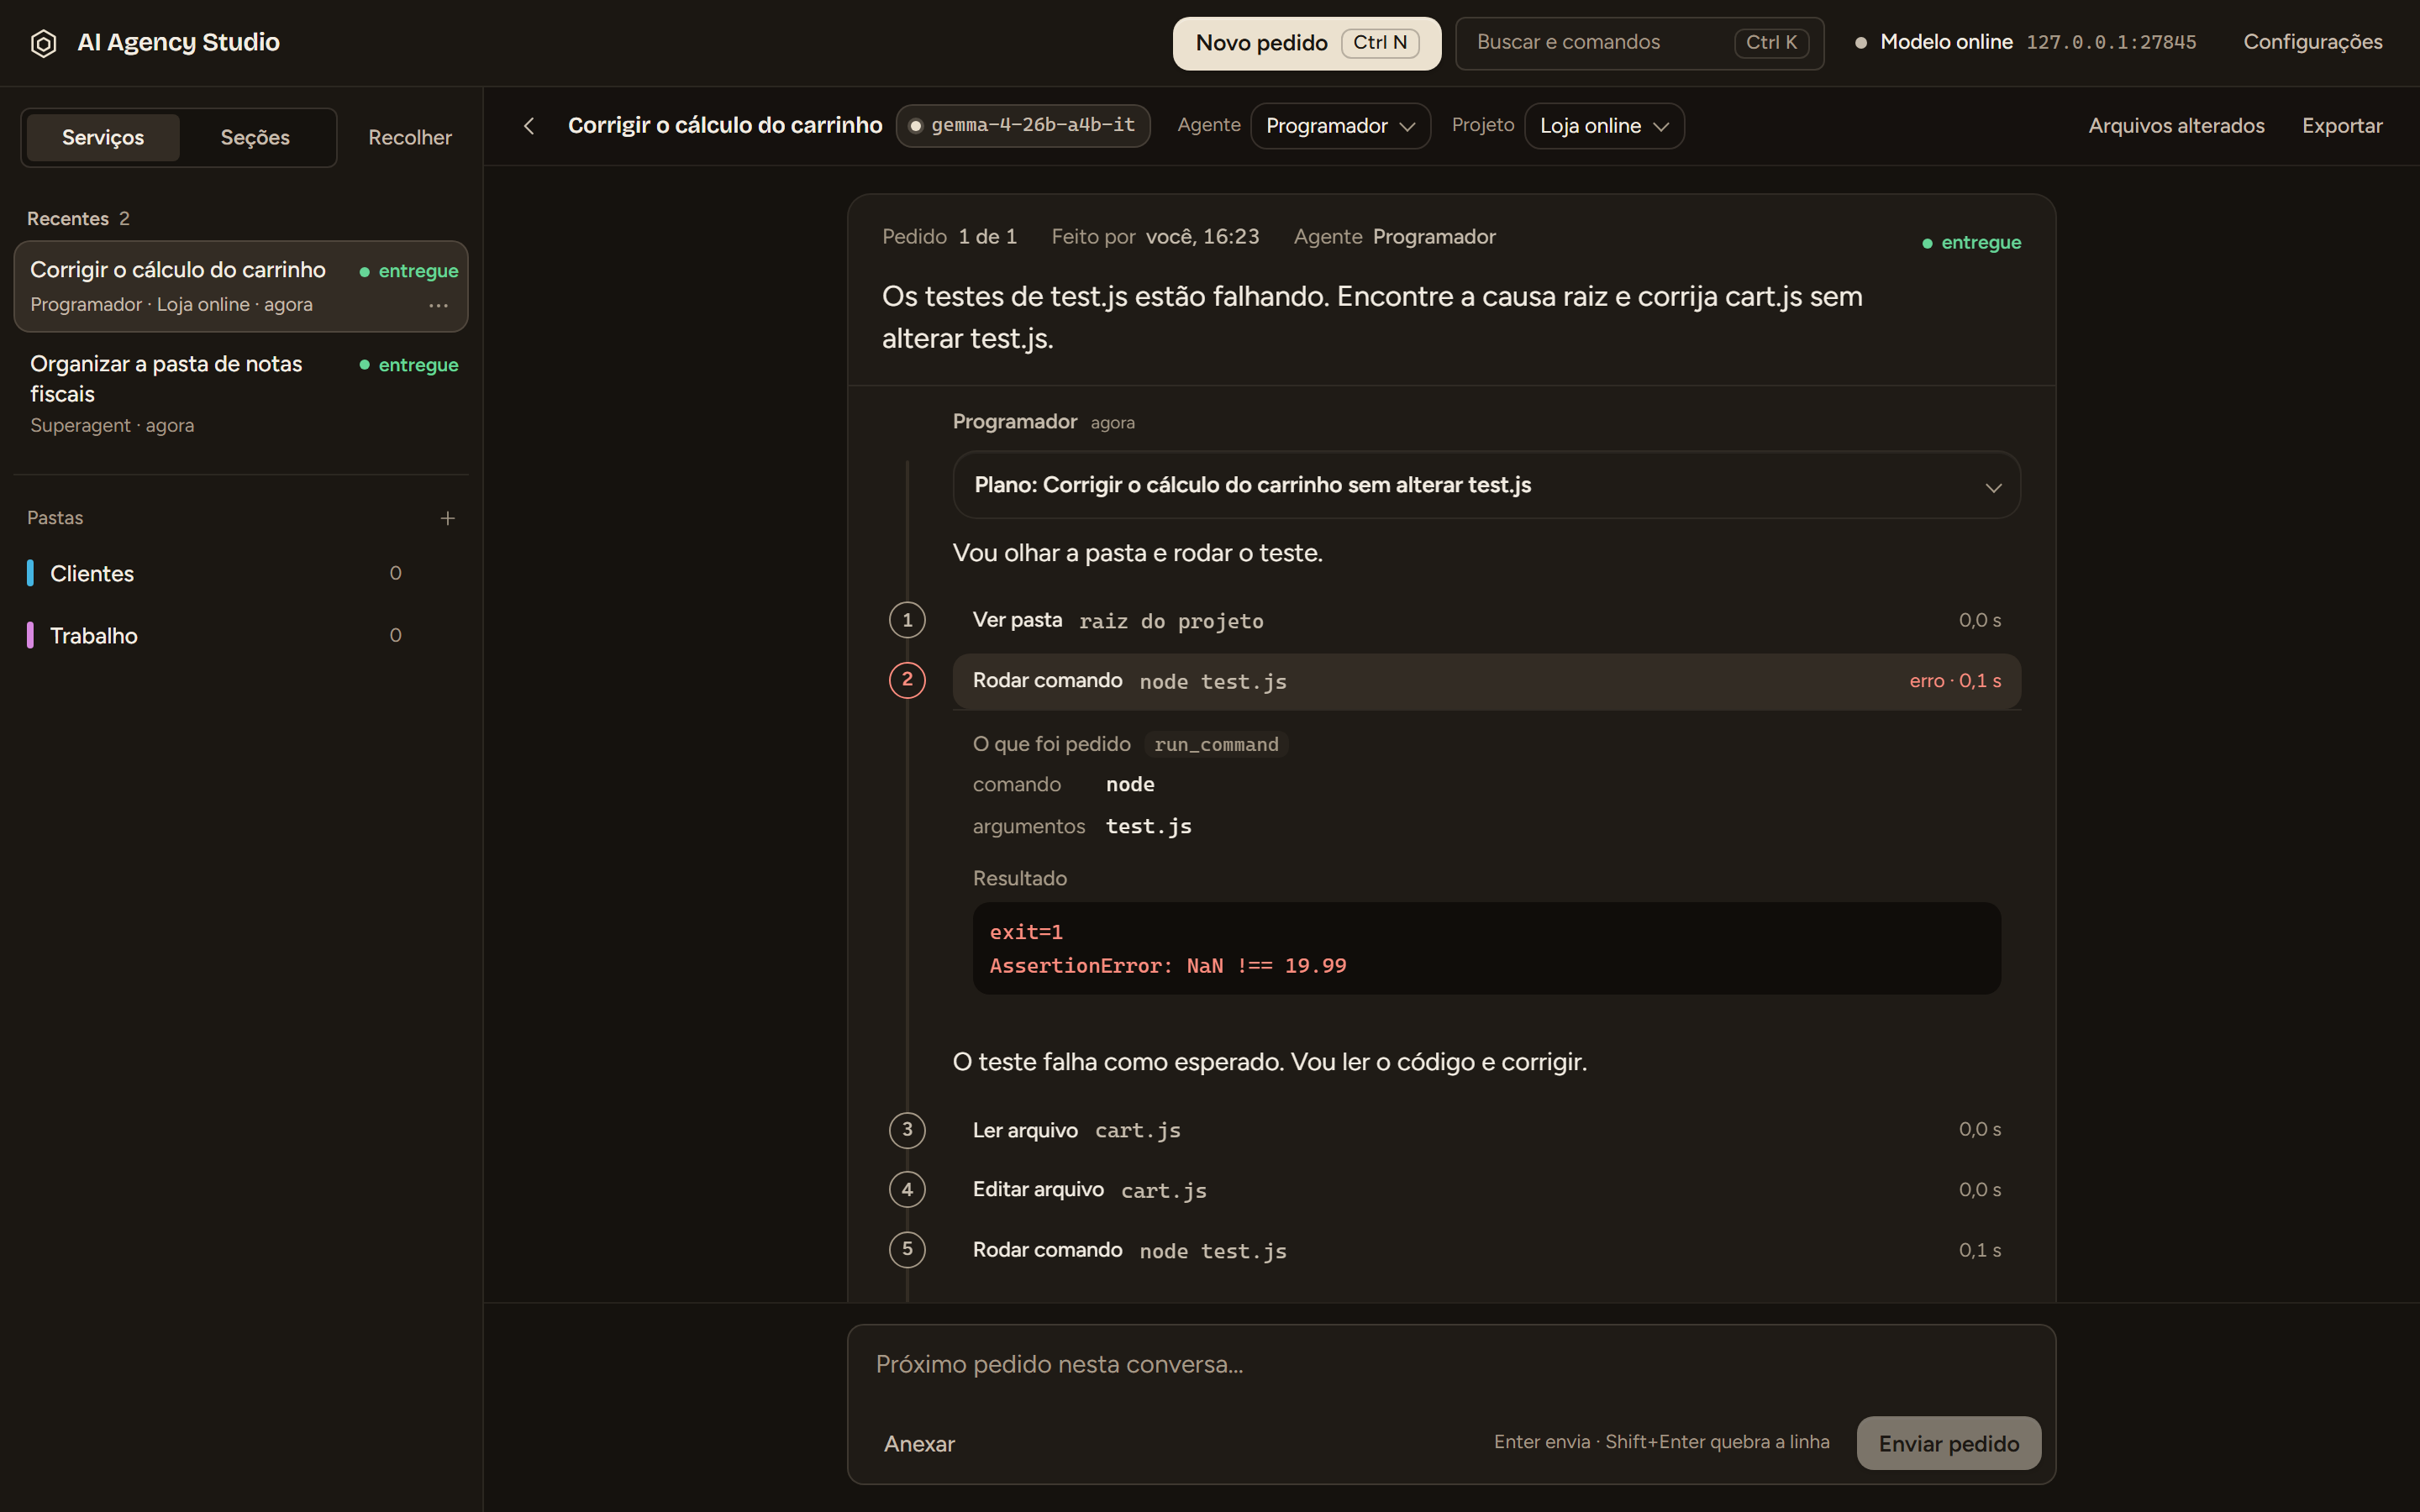 AI Agency Studio
Novo pedido Ctrl N
Buscar e comandos Ctrl K
Modelo online 127.0.0.1:27845
Configurações
Serviços Seções Recolher
Recentes 2
Corrigir o cálculo do carrinho entregue
Programador · Loja online · agora ···
Organizar a pasta de notas entregue
fiscais
Superagent · agora
Pastas +
Clientes 0
Trabalho 0
Corrigir o cálculo do carrinho gemma-4-26b-a4b-it Agente Programador Projeto Loja online
Arquivos alterados Exportar
Pedido 1 de 1 Feito por você, 16:23 Agente Programador entregue
Os testes de test.js estão falhando. Encontre a causa raiz e corrija cart.js sem
alterar test.js.
Programador agora
Plano: Corrigir o cálculo do carrinho sem alterar test.js
Vou olhar a pasta e rodar o teste.
1 Ver pasta raiz do projeto 0,0 s
2 Rodar comando node test.js erro · 0,1 s
O que foi pedido run_command
comando node
argumentos test.js
Resultado
exit=1
AssertionError: NaN !== 19.99
O teste falha como esperado. Vou ler o código e corrigir.
3 Ler arquivo cart.js 0,0 s
4 Editar arquivo cart.js 0,0 s
5 Rodar comando node test.js 0,1 s
Próximo pedido nesta conversa...
Anexar Enter envia · Shift+Enter quebra a linha Enviar pedido